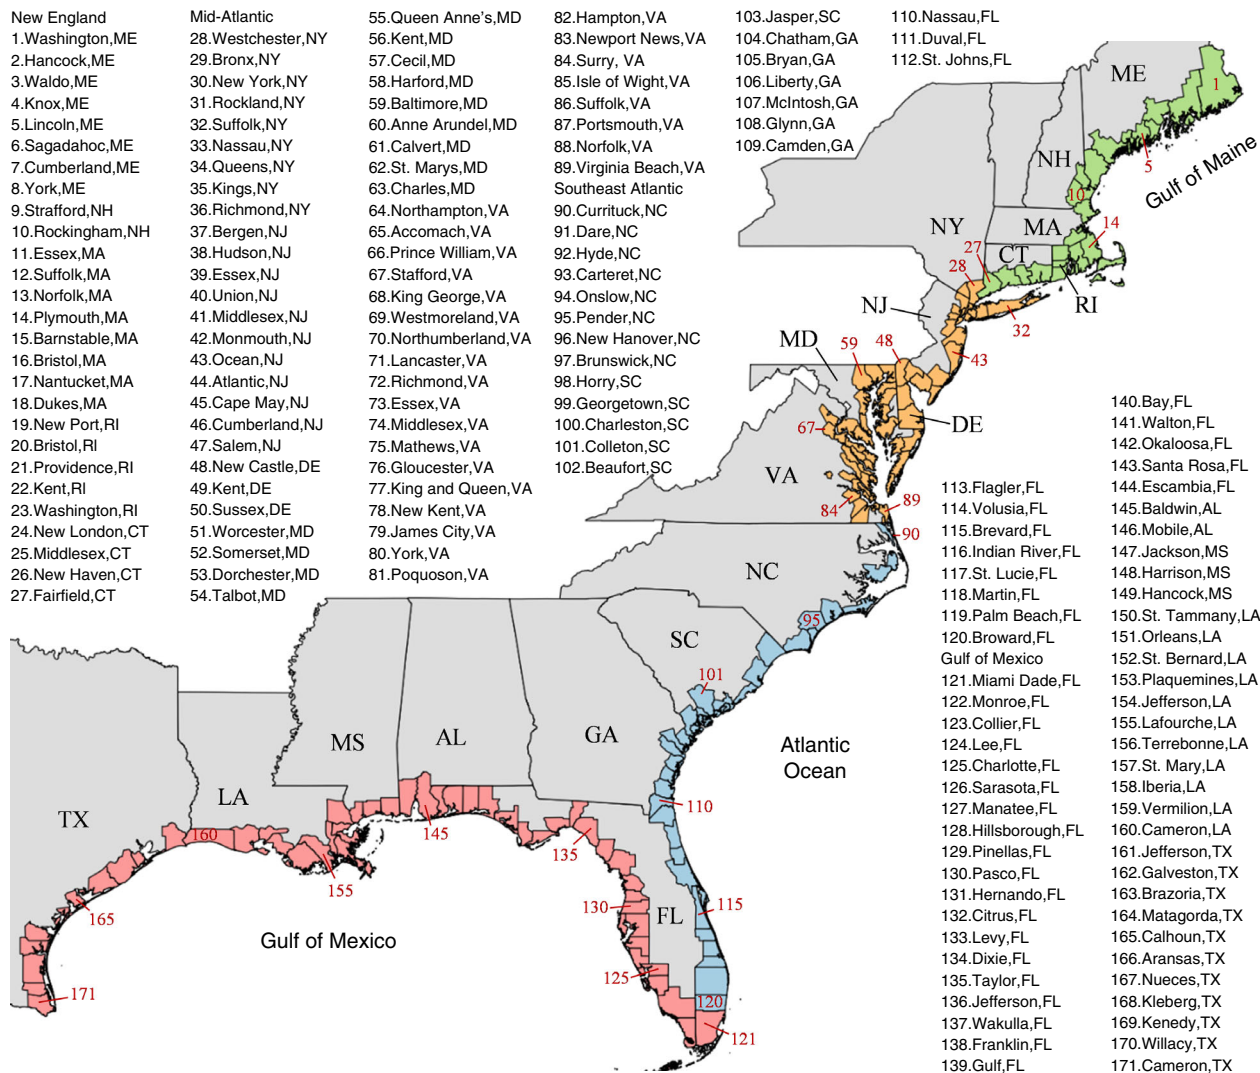 New England
1.Washington,ME
2.Hancock,ME
3.Waldo,ME
4.Knox,ME
5.Lincoln,ME
6.Sagadahoc,ME
7.Cumberland,ME
8.York,ME
9.Strafford,NH
10.Rockingham,NH
11.Essex,MA
12.Suffolk,MA
13.Norfolk,MA
14.Plymouth,MA
15.Barnstable,MA
16.Bristol,MA
17.Nantucket,MA
18.Dukes,MA
19.New Port,RI
20.Bristol,RI
21.Providence,RI
22.Kent,RI
23.Washington,RI
24.New London,CT
25.Middlesex,CT
26.New Haven,CT
27.Fairfield,CT
Mid-Atlantic
28.Westchester,NY
29.Bronx,NY
30.New York,NY
31.Rockland,NY
32.Suffolk,NY
33.Nassau,NY
34.Queens,NY
35.Kings,NY
36.Richmond,NY
37.Bergen,NJ
38.Hudson,NJ
39.Essex,NJ
40.Union,NJ
41.Middlesex,NJ
42.Monmouth,NJ
43.Ocean,NJ
44.Atlantic,NJ
45.Cape May,NJ
46.Cumberland,NJ
47.Salem,NJ
48.New Castle,DE
49.Kent,DE
50.Sussex,DE
51.Worcester,MD
52.Somerset,MD
53.Dorchester,MD
54.Talbot,MD
55.Queen Anne's,MD
56.Kent,MD
57.Cecil,MD
58.Harford,MD
59.Baltimore,MD
60.Anne Arundel,MD
61.Calvert,MD
62.St. Marys,MD
63.Charles,MD
64.Northampton,VA
65.Accomach,VA
66.Prince William,VA
67.Stafford,VA
68.King George,VA
69.Westmoreland,VA
70.Northumberland,VA
71.Lancaster,VA
72.Richmond,VA
73.Essex,VA
74.Middlesex,VA
75.Mathews,VA
76.Gloucester,VA
77.King and Queen,VA
78.New Kent,VA
79.James City,VA
80.York,VA
81.Poquoson,VA
82.Hampton,VA
83.Newport News,VA
84.Surry, VA
85.Isle of Wight,VA
86.Suffolk,VA
87.Portsmouth,VA
88.Norfolk,VA
89.Virginia Beach,VA
Southeast Atlantic
90.Currituck,NC
91.Dare,NC
92.Hyde,NC
93.Carteret,NC
94.Onslow,NC
95.Pender,NC
96.New Hanover,NC
97.Brunswick,NC
98.Horry,SC
99.Georgetown,SC
100.Charleston,SC
101.Colleton,SC
102.Beaufort,SC
103.Jasper,SC
104.Chatham,GA
105.Bryan,GA
106.Liberty,GA
107.McIntosh,GA
108.Glynn,GA
109.Camden,GA
110.Nassau,FL
111.Duval,FL
112.St. Johns,FL
113.Flagler,FL
114.Volusia,FL
115.Brevard,FL
116.Indian River,FL
117.St. Lucie,FL
118.Martin,FL
119.Palm Beach,FL
120.Broward,FL
Gulf of Mexico
121.Miami Dade,FL
122.Monroe,FL
123.Collier,FL
124.Lee,FL
125.Charlotte,FL
126.Sarasota,FL
127.Manatee,FL
128.Hillsborough,FL
129.Pinellas,FL
130.Pasco,FL
131.Hernando,FL
132.Citrus,FL
133.Levy,FL
134.Dixie,FL
135.Taylor,FL
136.Jefferson,FL
137.Wakulla,FL
138.Franklin,FL
139.Gulf,FL
140.Bay,FL
141.Walton,FL
142.Okaloosa,FL
143.Santa Rosa,FL
144.Escambia,FL
145.Baldwin,AL
146.Mobile,AL
147.Jackson,MS
148.Harrison,MS
149.Hancock,MS
150.St. Tammany,LA
151.Orleans,LA
152.St. Bernard,LA
153.Plaquemines,LA
154.Jefferson,LA
155.Lafourche,LA
156.Terrebonne,LA
157.St. Mary,LA
158.Iberia,LA
159.Vermilion,LA
160.Cameron,LA
161.Jefferson,TX
162.Galveston,TX
163.Brazoria,TX
164.Matagorda,TX
165.Calhoun,TX
166.Aransas,TX
167.Nueces,TX
168.Kleberg,TX
169.Kenedy,TX
170.Willacy,TX
171.Cameron,TX
ME
1
NH
5
Gulf of Maine
10
NY
MA
14
27
CT
28
RI
NJ
32
MD
59
48
43
67
DE
VA
84
89
90
NC
95
SC
101
MS
AL
GA
Atlantic
Ocean
TX
LA
110
160
145
135
155
165
130
FL
115
Gulf of Mexico
125
171
120
121